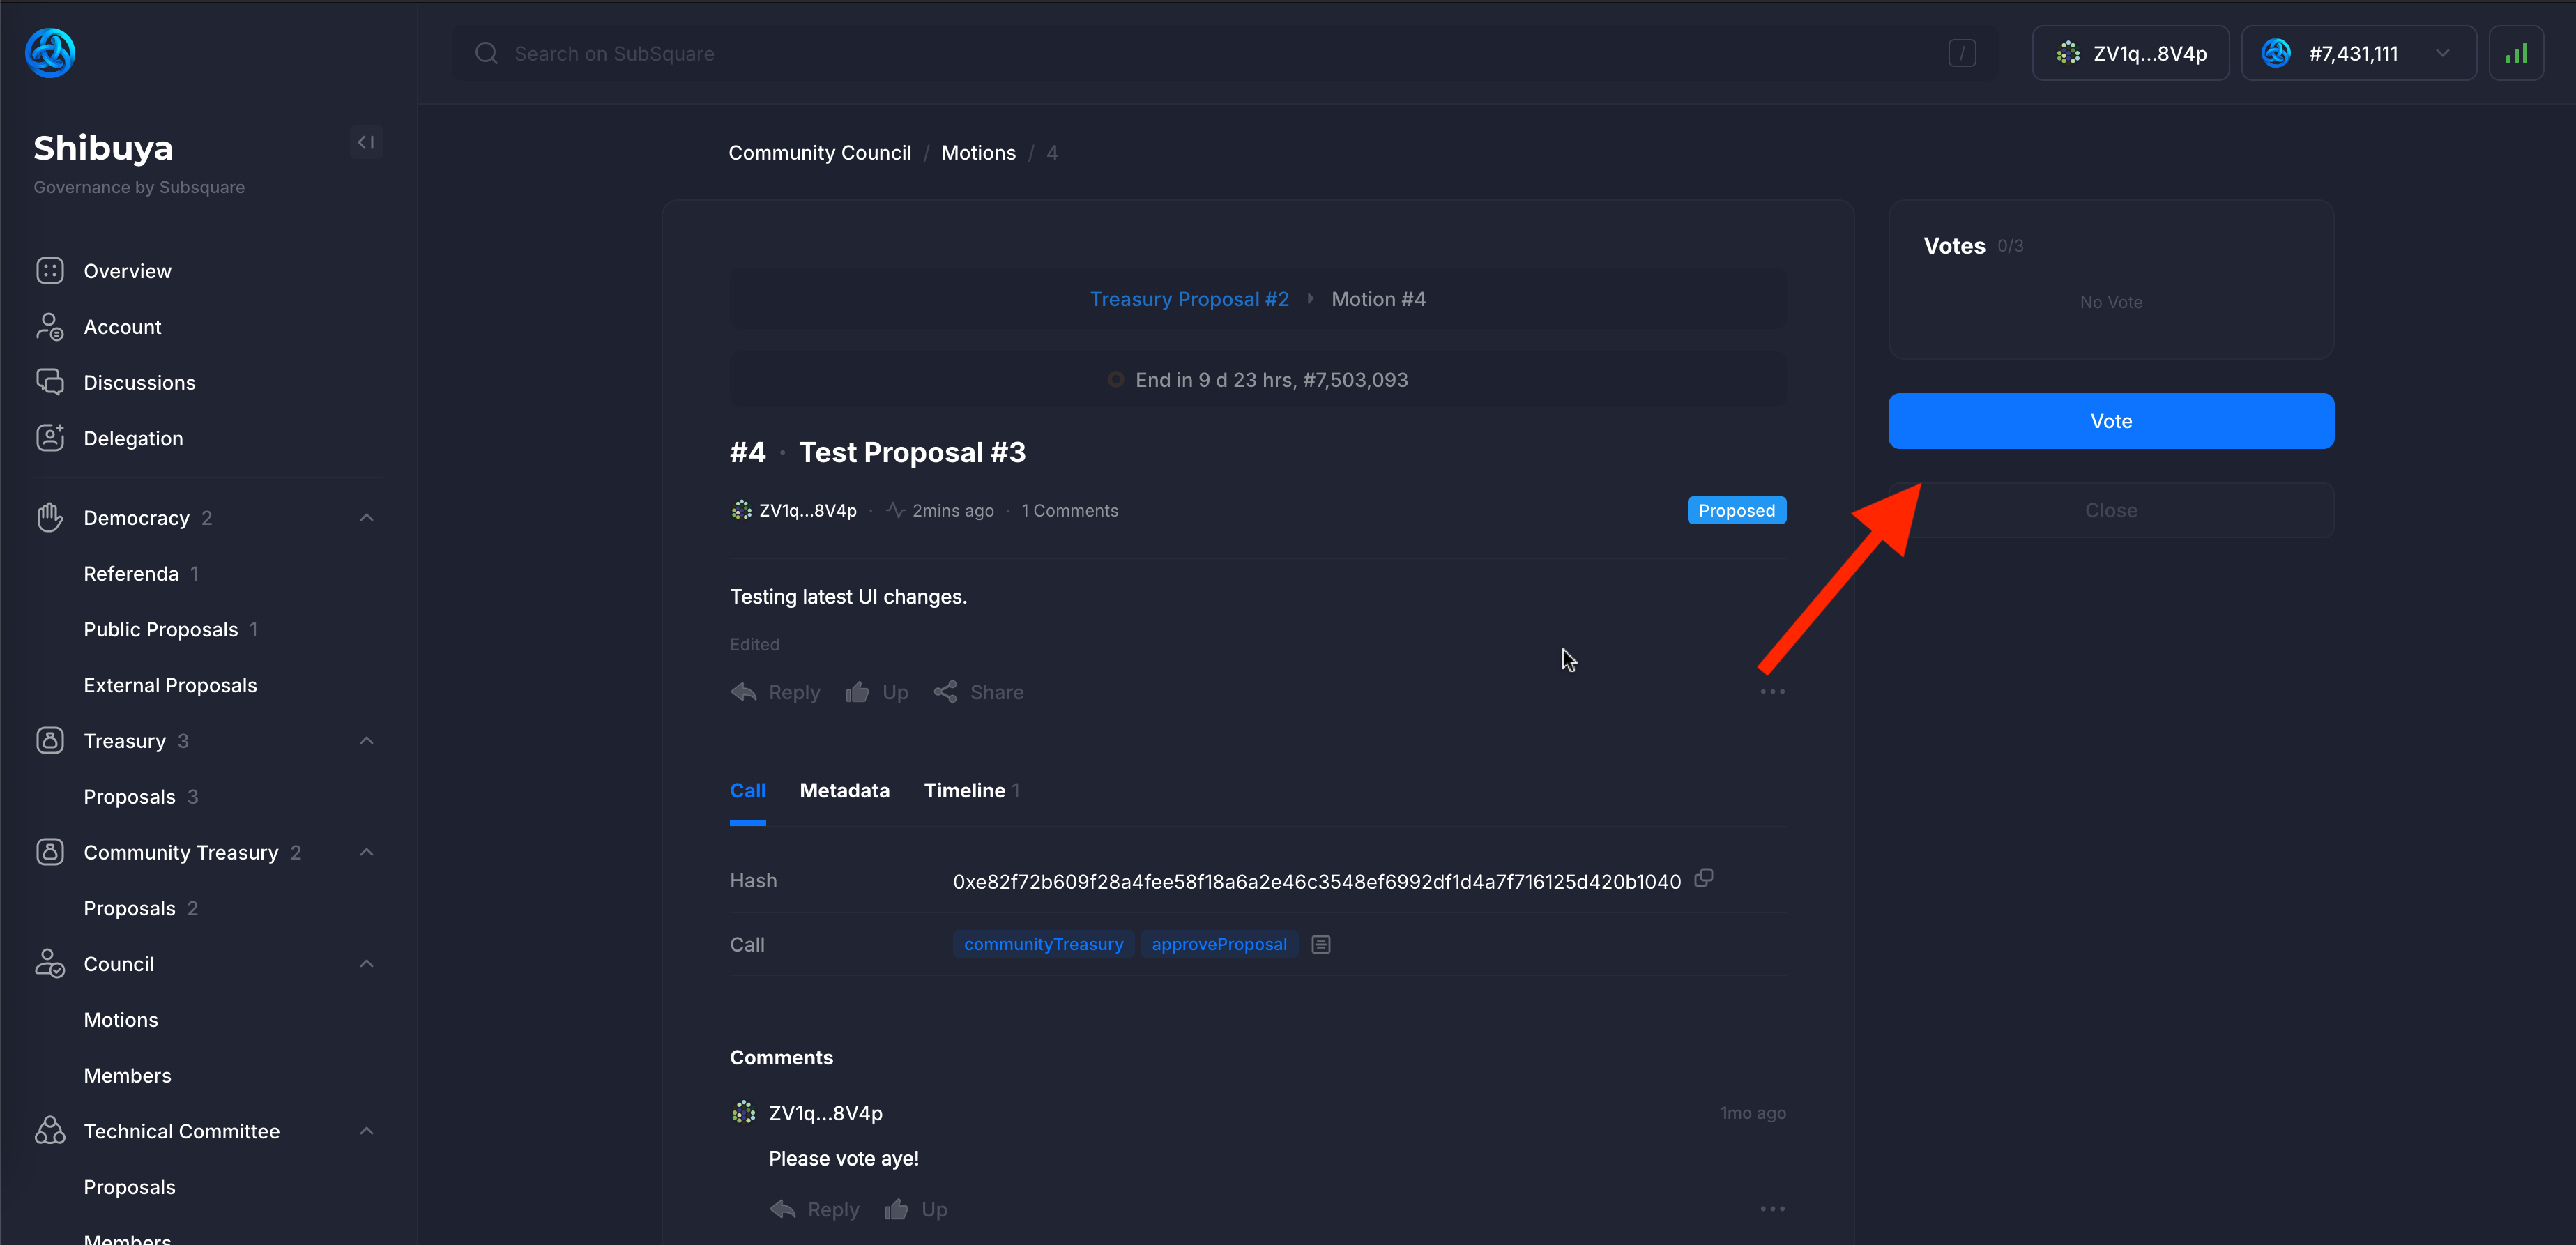 Search on SubSquare
/
ZV1q...8V4p
#7,431,111
Shibuya
Governance by Subsquare
Overview
Account
Discussions
Delegation
Democracy 2
Referenda 1
Public Proposals 1
External Proposals
Treasury 3
Proposals 3
Community Treasury 2
Proposals 2
Council
Motions
Members
Technical Committee
Proposals
Members
Community Council / Motions / 4
Treasury Proposal #2 Motion #4
End in 9 d 23 hrs, #7,503,093
#4 · Test Proposal #3
ZV1q...8V4p · 2mins ago · 1 Comments
Proposed
Testing latest UI changes.
Edited
Reply Up Share
Call Metadata Timeline 1
Hash 0xe82f72b609f28a4fee58f18a6a2e46c3548ef6992df1d4a7f716125d420b1040
Call communityTreasury approveProposal
Comments
ZV1q...8V4p 1mo ago
Please vote aye!
Reply Up
Votes 0/3
No Vote
Vote
Close